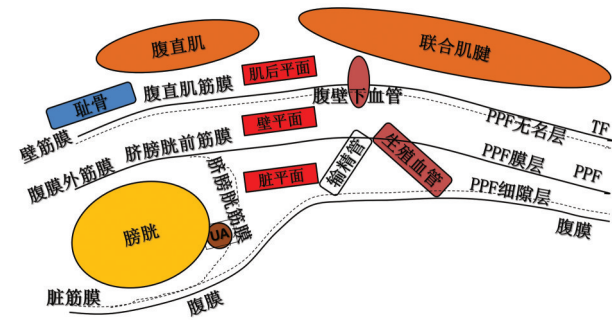 腹直肌
联合肌腱
肌后平面
耻骨
腹直肌筋膜
腹壁下血管
壁筋膜
PPF无名层
TF
壁平面
脐膀胱前筋膜
腹膜外筋膜
PPF膜层
PPF
脏平面
输精管
生殖血管
脐膀胱筋膜
PPF细隙层
腹膜
膀胱
UA
脏筋膜
腹膜